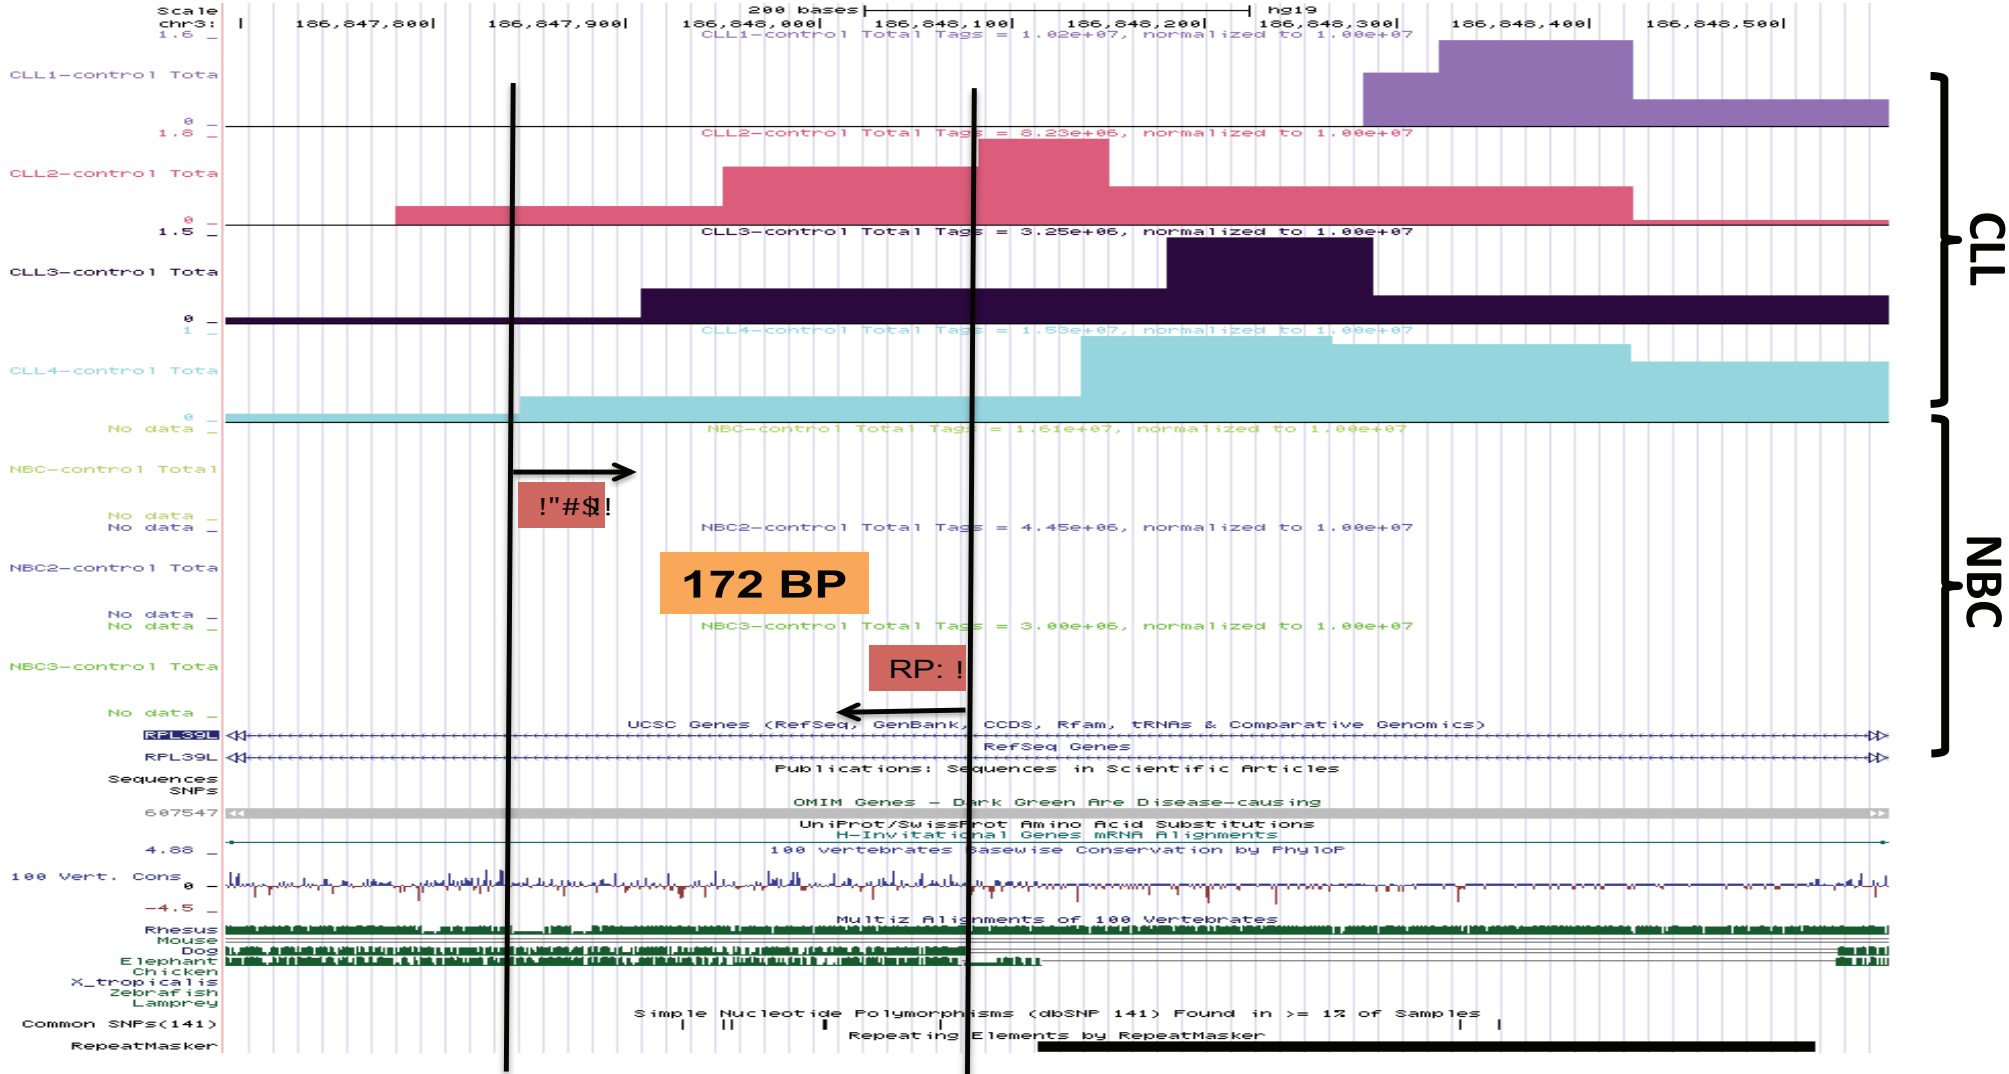 Scale 200 bases hg19
chr3: 186,847,800| 186,847,900| 186,848,000| 186,848,100| 186,848,200| 186,848,300| 186,848,400| 186,848,500|
1.6 _ CLL1-control Total Tags = 1.02e+07, normalized to 1.00e+07
CLL1-control Tota
0 _
1.8 _ CLL2-control Total Tags = 8.23e+06, normalized to 1.00e+07
CLL2-control Tota
0 _
1.5 _ CLL3-control Total Tags = 3.25e+06, normalized to 1.00e+07
CLL3-control Tota
0 _
1 _ CLL4-control Total Tags = 1.53e+07, normalized to 1.00e+07
CLL4-control Tota
0 _
CLL
No data _ NBC-control Total Tags = 1.61e+07, normalized to 1.00e+07
NBC-control Total
!"#$!!
No data _
No data _ NBC2-control Total Tags = 4.45e+06, normalized to 1.00e+07
NBC2-control Tota
172 BP
NBC
No data _
No data _ NBC3-control Total Tags = 3.00e+06, normalized to 1.00e+07
NBC3-control Tota
RP: !
No data _
UCSC Genes (RefSeq, GenBank, CCDS, Rfam, tRNAs & Comparative Genomics)
RPL39L
RefSeq Genes
RPL39L
Publications: Sequences in Scientific Articles
Sequences
SNPs
OMIM Genes - Dark Green Are Disease-causing
607547
UniProt/SwissProt Amino Acid Substitutions
H-Invitational Genes mRNA Alignments
4.88 _ 100 vertebrates Basewise Conservation by PhyloP
100 Vert. Cons
0 _
-4.5 _
Multiz Alignments of 100 Vertebrates
Rhesus
Mouse
Dog
Elephant
Chicken
X_tropicalis
Zebrafish
Lamprey
Simple Nucleotide Polymorphisms (dbSNP 141) Found in >= 1% of Samples
Common SNPs(141)
Repeating Elements by RepeatMasker
RepeatMasker